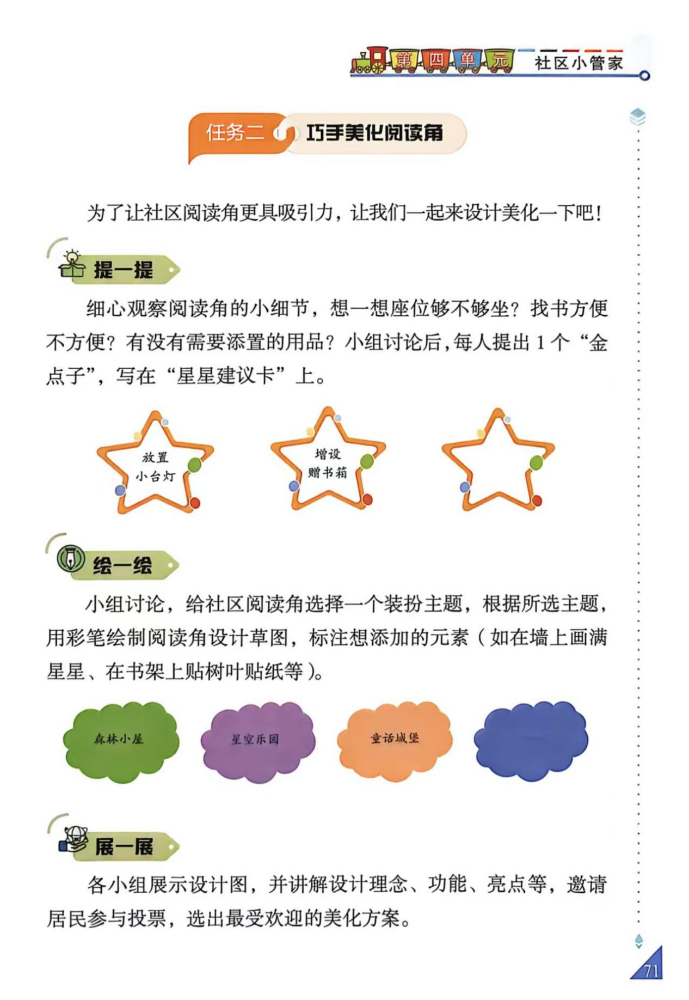 第四单元 社区小管家
任务二 巧手美化阅读角
为了让社区阅读角更具吸引力，让我们一起来设计美化一下吧！
提一提
细心观察阅读角的小细节，想一想座位够不够坐？找书方便
不方便？有没有需要添置的用品？小组讨论后，每人提出1个“金
点子”，写在“星星建议卡”上。
放置
小台灯
增设
赠书箱
绘一绘
小组讨论，给社区阅读角选择一个装扮主题，根据所选主题，
用彩笔绘制阅读角设计草图，标注想添加的元素（如在墙上画满
星星、在书架上贴树叶贴纸等）。
森林小屋
星空乐园
童话城堡
展一展
各小组展示设计图，并讲解设计理念、功能、亮点等，邀请
居民参与投票，选出最受欢迎的美化方案。
71